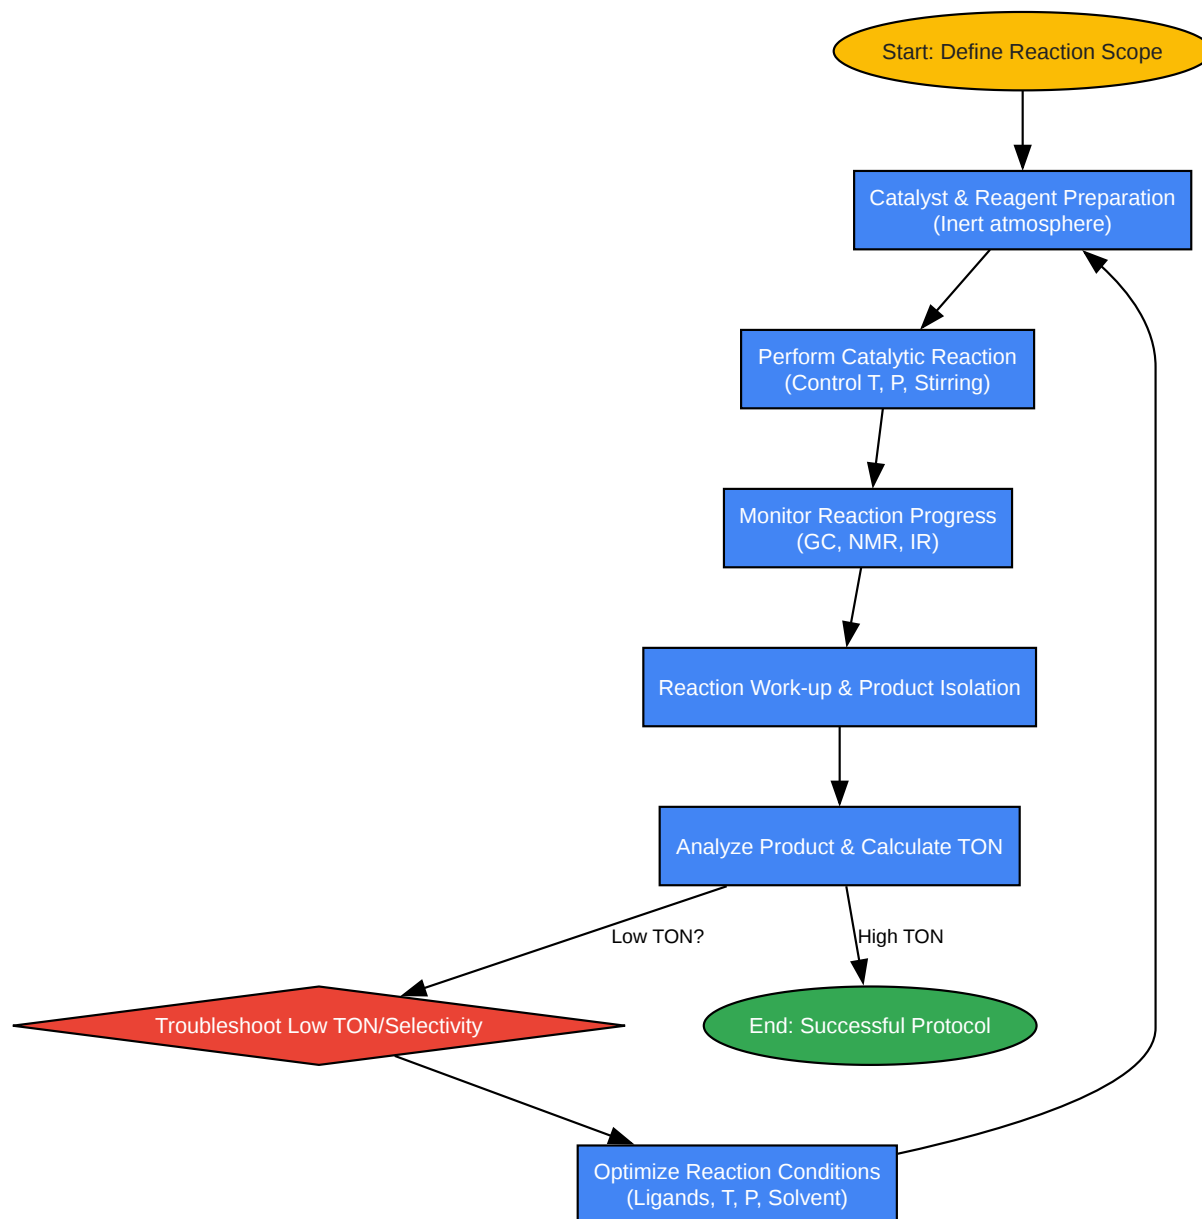 Start: Define Reaction Scope
Catalyst & Reagent Preparation
(Inert atmosphere)
Perform Catalytic Reaction
(Control T, P, Stirring)
Monitor Reaction Progress
(GC, NMR, IR)
Reaction Work-up & Product Isolation
Analyze Product & Calculate TON
Low TON?
High TON
Troubleshoot Low TON/Selectivity
End: Successful Protocol
Optimize Reaction Conditions
(Ligands, T, P, Solvent)